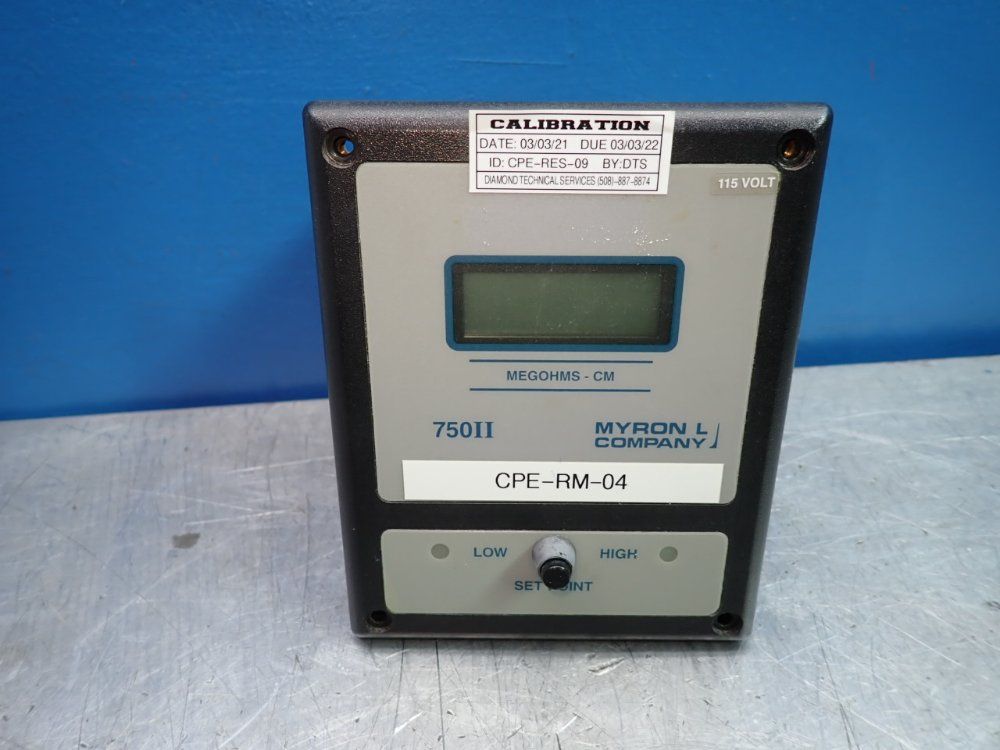 CALIBRATION
DATE: 03/03/21 DUE 03/03/22
ID: CPE-RES-09 BY:DTS
DIAMOND TECHNICAL SERVICES (508)-887-8874
115 VOLT
MEGOHMS - CM
750II
MYRON L
COMPANY
CPE-RM-04
LOW HIGH
SET POINT